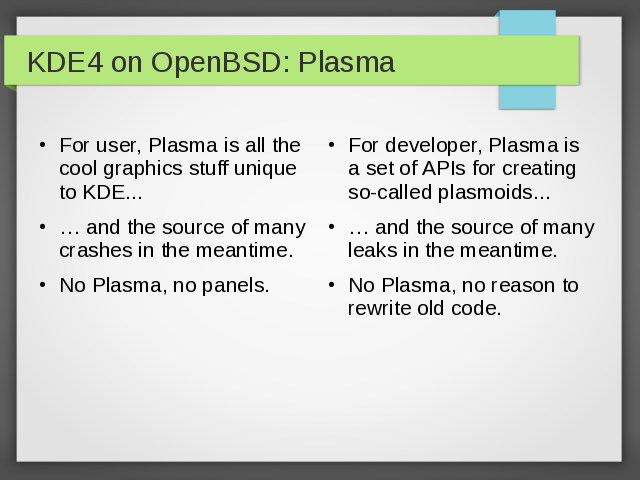 KDE4 on OpenBSD: Plasma
• For user, Plasma is all the
cool graphics stuff unique
to KDE...
• … and the source of many
crashes in the meantime.
• No Plasma, no panels.
• For developer, Plasma is
a set of APIs for creating
so-called plasmoids...
• … and the source of many
leaks in the meantime.
• No Plasma, no reason to
rewrite old code.